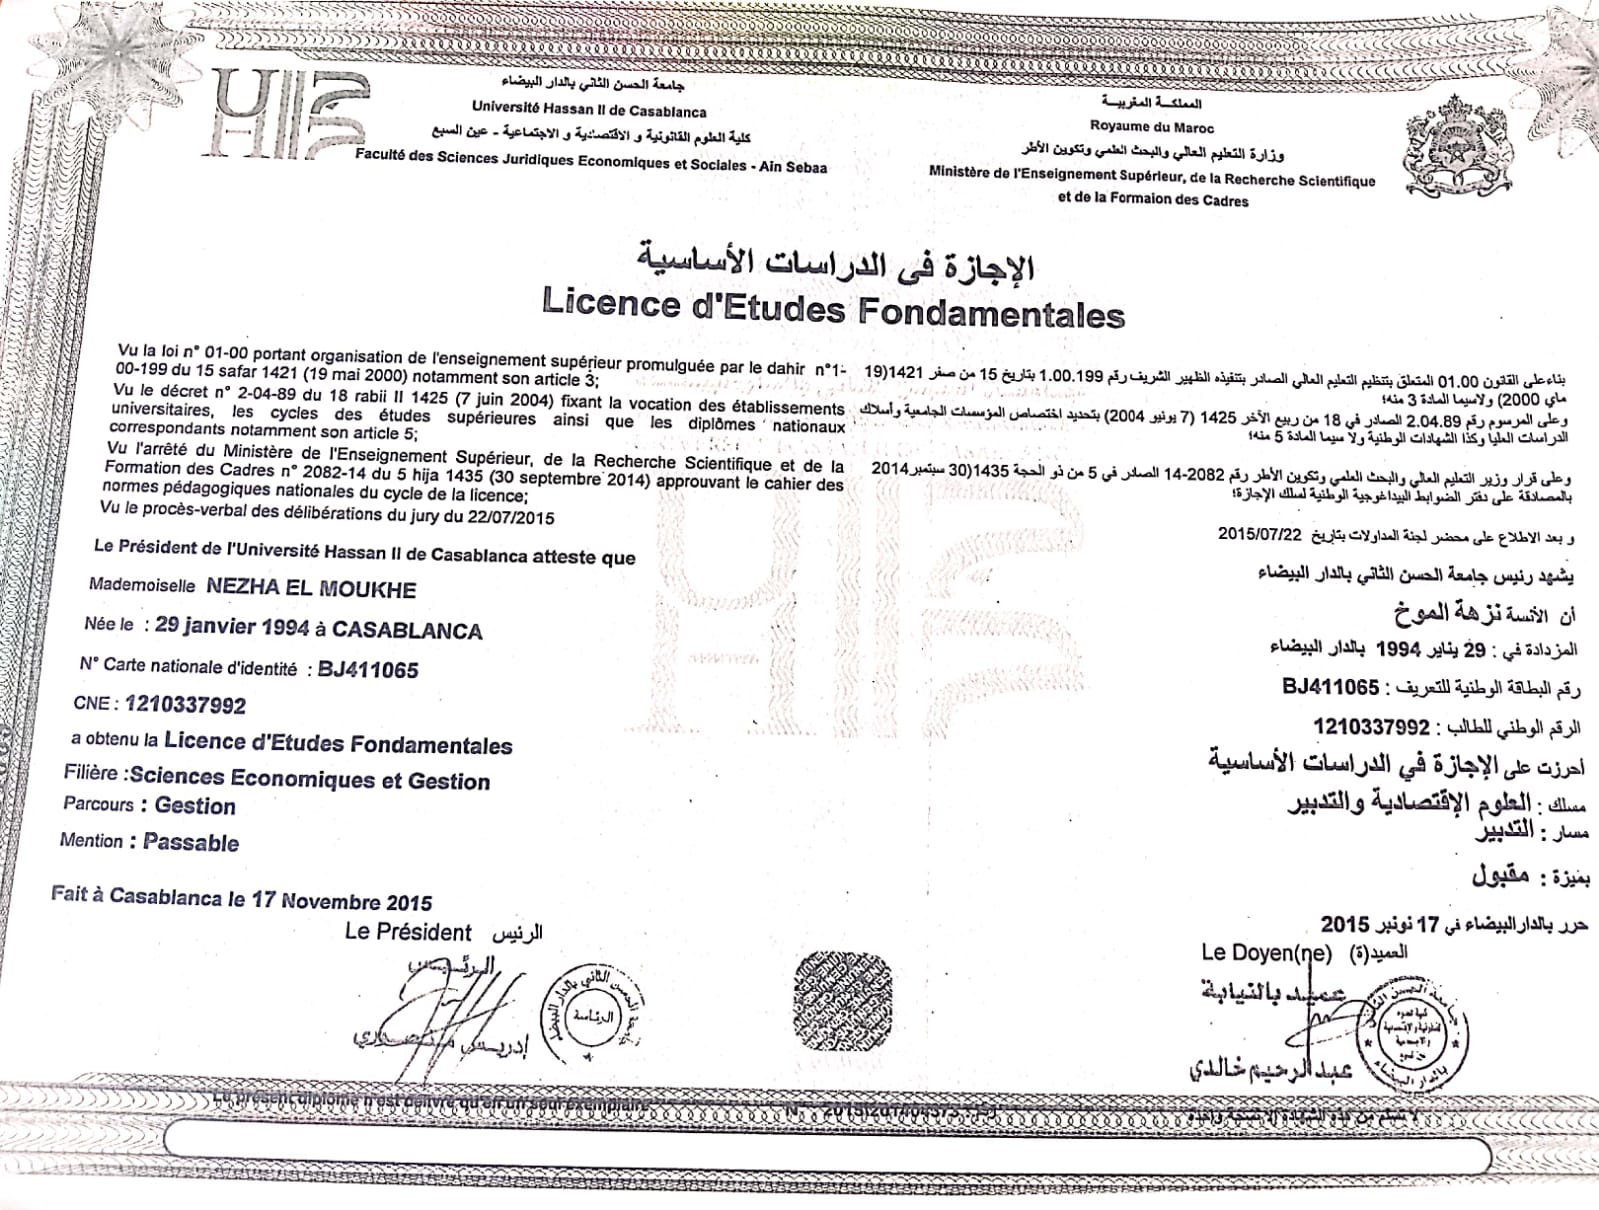 جامعة الحسن الثاني بالدار البيضاء
Université Hassan II de Casablanca
كلية العلوم القانونية و الاقتصادية و الاجتماعية - عين السبع
Faculté des Sciences Juridiques Economiques et Sociales - Ain Sebaa
المملكة المغربية
Royaume du Maroc
وزارة التعليم العالي والبحث العلمي وتكوين الأطر
Ministère de l'Enseignement Supérieur, de la Recherche Scientifique
et de la Formaion des Cadres
الإجازة في الدراسات الأساسية
Licence d'Etudes Fondamentales
Vu la loi n° 01-00 portant organisation de l'enseignement supérieur promulguée par le dahir n°1-
00-199 du 15 safar 1421 (19 mai 2000) notamment son article 3;
Vu le décret n° 2-04-89 du 18 rabii II 1425 (7 juin 2004) fixant la vocation des établissements
universitaires, les cycles des études supérieures ainsi que les diplômes nationaux
correspondants notamment son article 5;
Vu l'arrêté du Ministère de l'Enseignement Supérieur, de la Recherche Scientifique et de la
Formation des Cadres n° 2082-14 du 5 hija 1435 (30 septembre 2014) approuvant le cahier des
normes pédagogiques nationales du cycle de la licence;
Vu le procès-verbal des délibérations du jury du 22/07/2015
Le Président de l'Université Hassan II de Casablanca atteste que
Mademoiselle NEZHA EL MOUKHE
Née le : 29 janvier 1994 à CASABLANCA
N° Carte nationale d'identité : BJ411065
CNE : 1210337992
a obtenu la Licence d'Etudes Fondamentales
Filière :Sciences Economiques et Gestion
Parcours : Gestion
Mention : Passable
Fait à Casablanca le 17 Novembre 2015
Le Président الرئيس
الرئيس
إدريس منصوري
الرئاسة
بناء على القانون 01.00 المتعلق بتنظيم التعليم العالي الصادر بتنفيذه الظهير الشريف رقم 1.00.199 بتاريخ 15 من صفر 1421(19
ماي 2000) ولاسيما المادة 3 منه؛
وعلى المرسوم رقم 2.04.89 الصادر في 18 من ربيع الآخر 1425 (7 يونيو 2004) بتحديد اختصاص المؤسسات الجامعية وأسلاك
الدراسات العليا وكذا الشهادات الوطنية ولا سيما المادة 5 منه؛
وعلى قرار وزير التعليم العالي والبحث العلمي وتكوين الأطر رقم 2082-14 الصادر في 5 من ذو الحجة 1435(30 سبتمبر2014
بالمصادقة على دفتر الضوابط البيداغوجية الوطنية لسلك الإجازة؛
و بعد الاطلاع على محضر لجنة المداولات بتاريخ 2015/07/22
يشهد رئيس جامعة الحسن الثاني بالدار البيضاء
أن الآنسة نزهة الموخ
المزدادة في : 29 يناير 1994 بالدار البيضاء
رقم البطاقة الوطنية للتعريف : BJ411065
الرقم الوطني للطالب : 1210337992
أحرزت على الإجازة في الدراسات الأساسية
مسلك : العلوم الإقتصادية والتدبير
مسار : التدبير
بميزة : مقبول
حرر بالدارالبيضاء في 17 نونبر 2015
Le Doyen(ne) العميد(ة)
عميد بالنيابة
عبد الرحيم خالدي
Le présent diplôme n'est délivré qu'en un seul exemplaire
لا تسلم من هذه الشهادة إلا نسخة واحدة